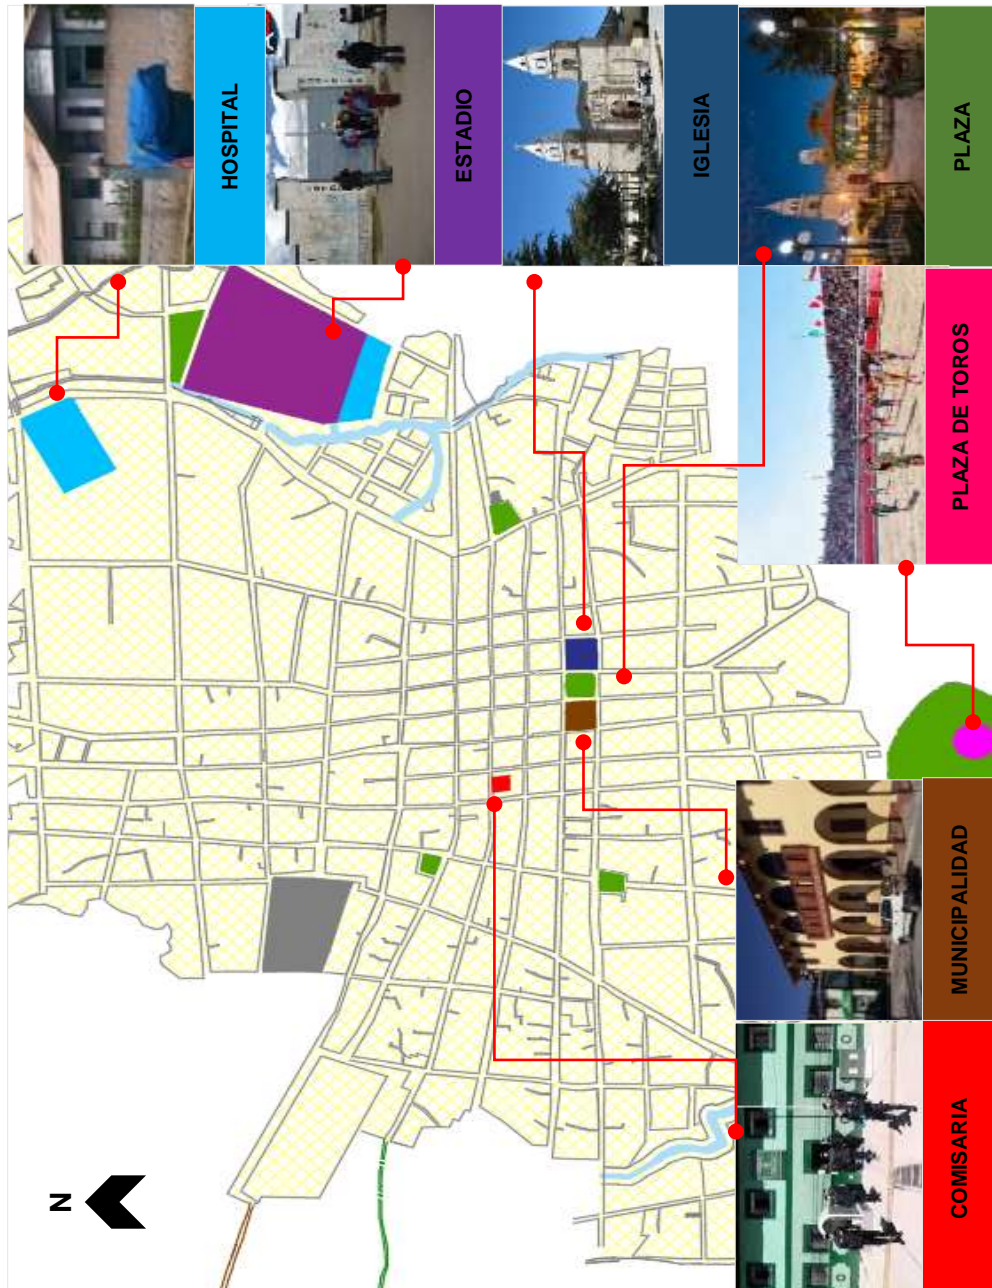 HOSPITAL
ESTADIO
IGLESIA
PLAZA
PLAZA DE TOROS
MUNICIPALIDAD
COMISARIA
N